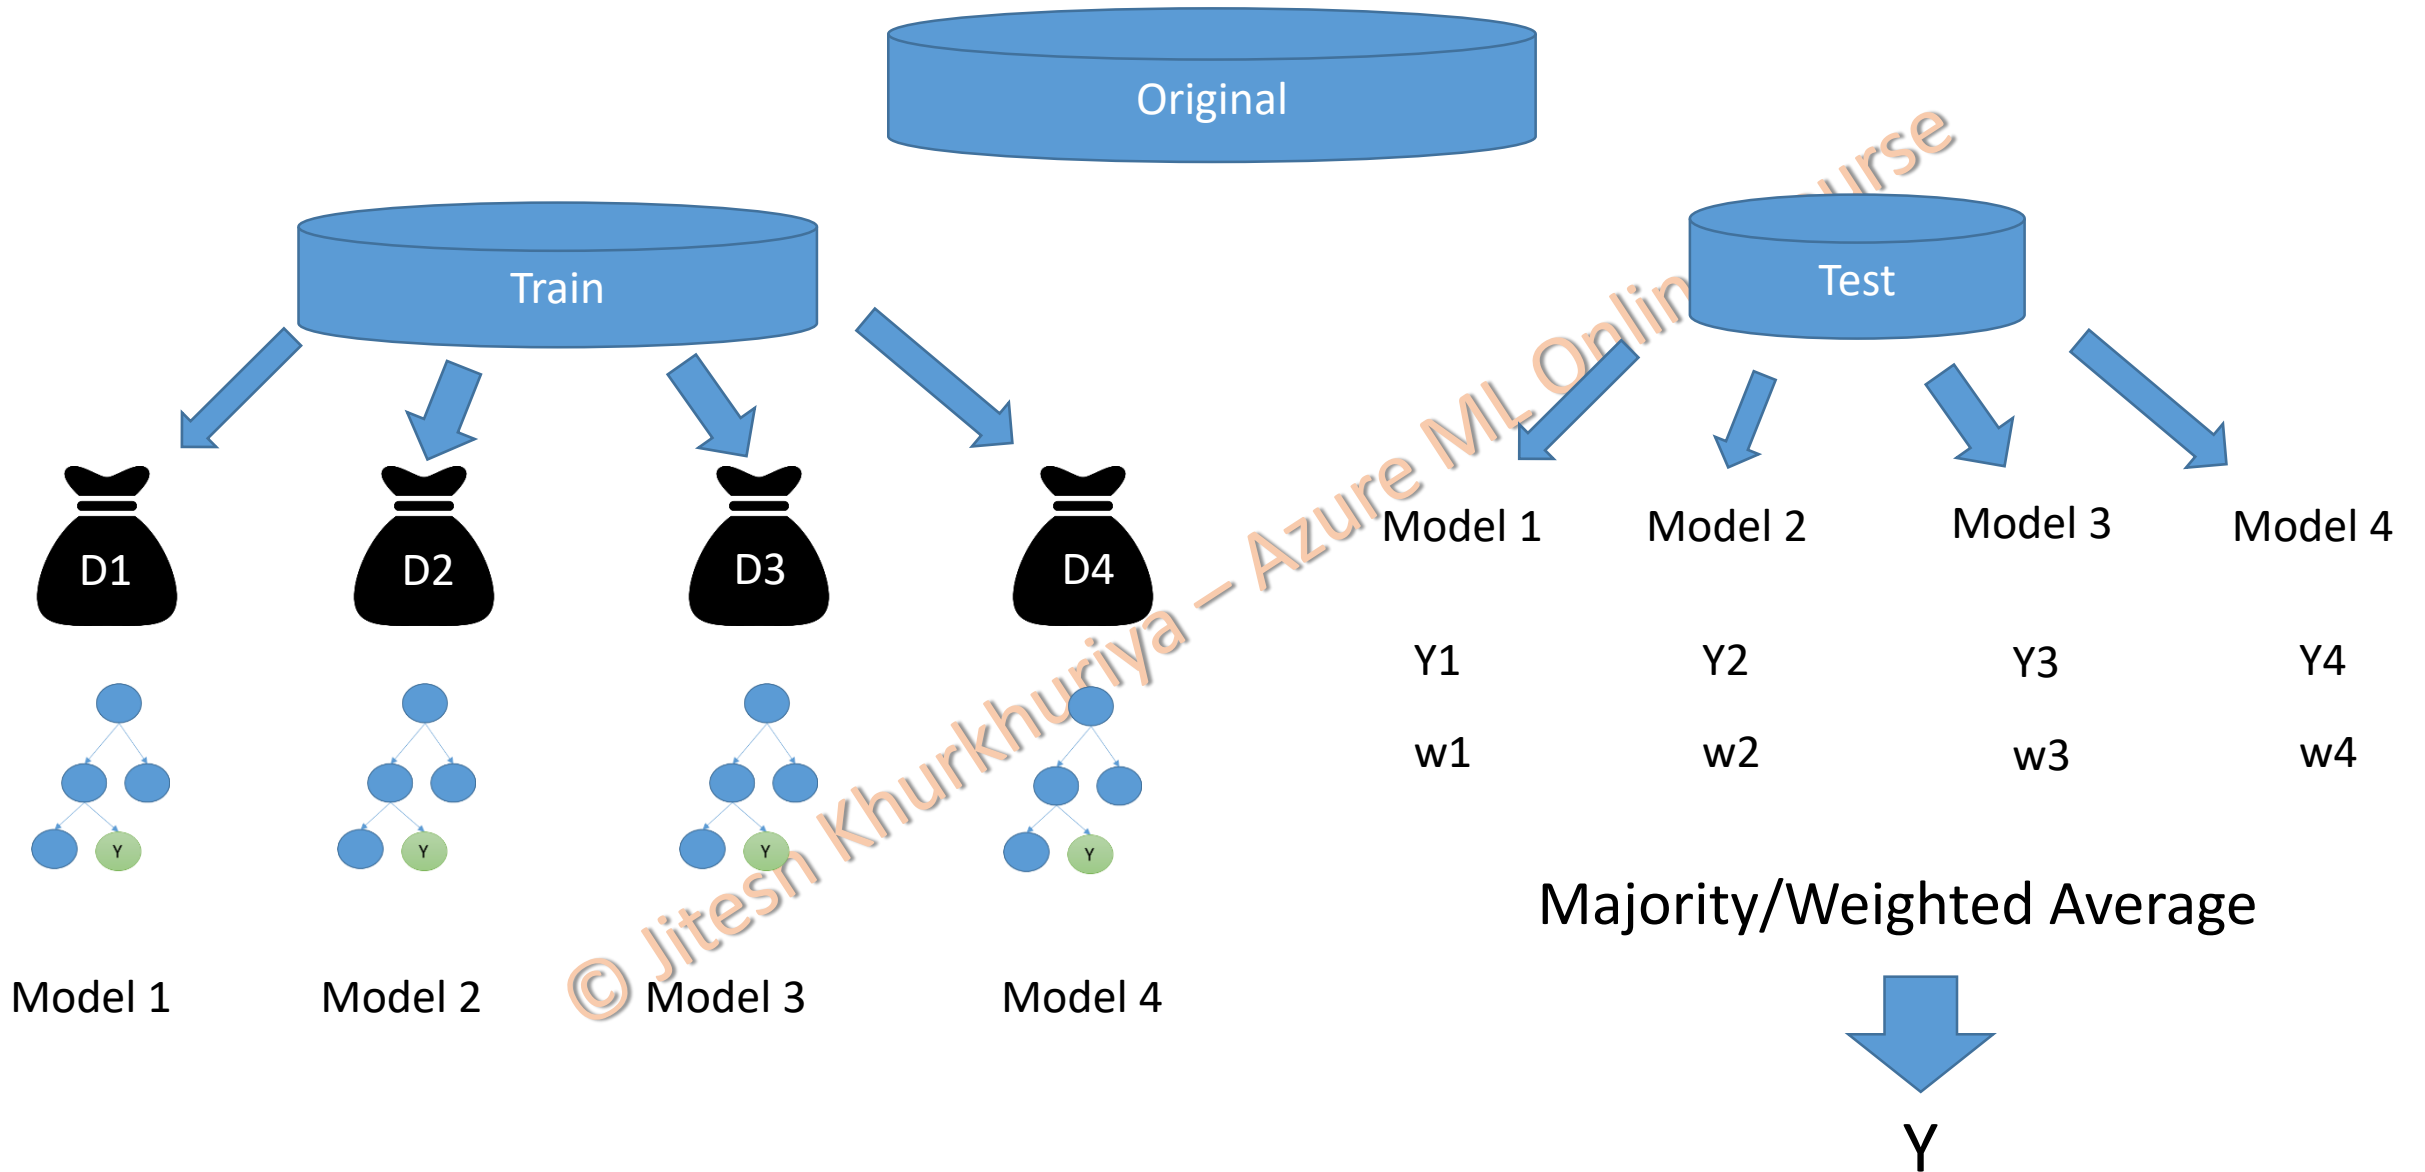 Original
Train
Test
D1 D2 D3 D4
Model 1 Model 2 Model 3 Model 4
Y1 Y2 Y3 Y4
w1 w2 w3 w4
Y Y Y Y
Majority/Weighted Average
Model 1 Model 2 Model 3 Model 4
Y
© Jitesh Khurkhuriya – Azure ML Online Course